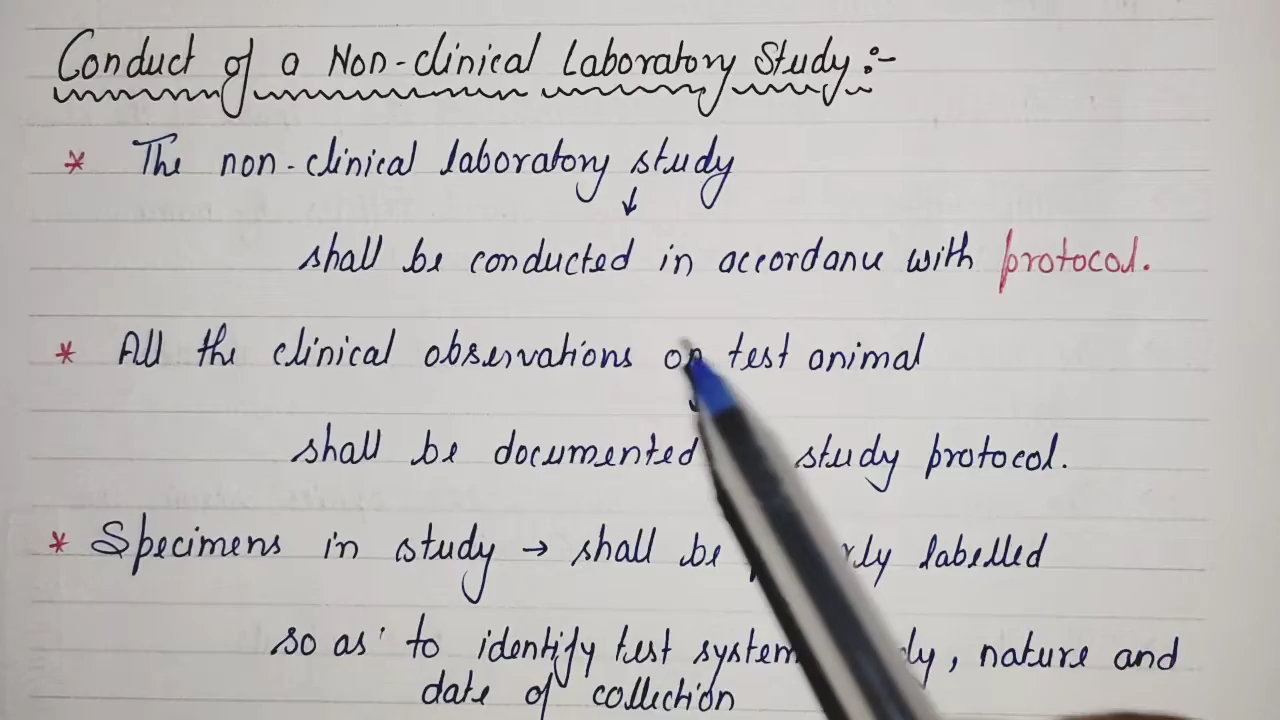 Conduct of a Non-clinical Laboratory Study :-
* The non-clinical laboratory study
↓
shall be conducted in accordance with protocol.
* All the clinical observations on test animal
shall be documented study protocol.
* Specimens in study → shall be labelled
so as to identify test system, nature and
date of collection